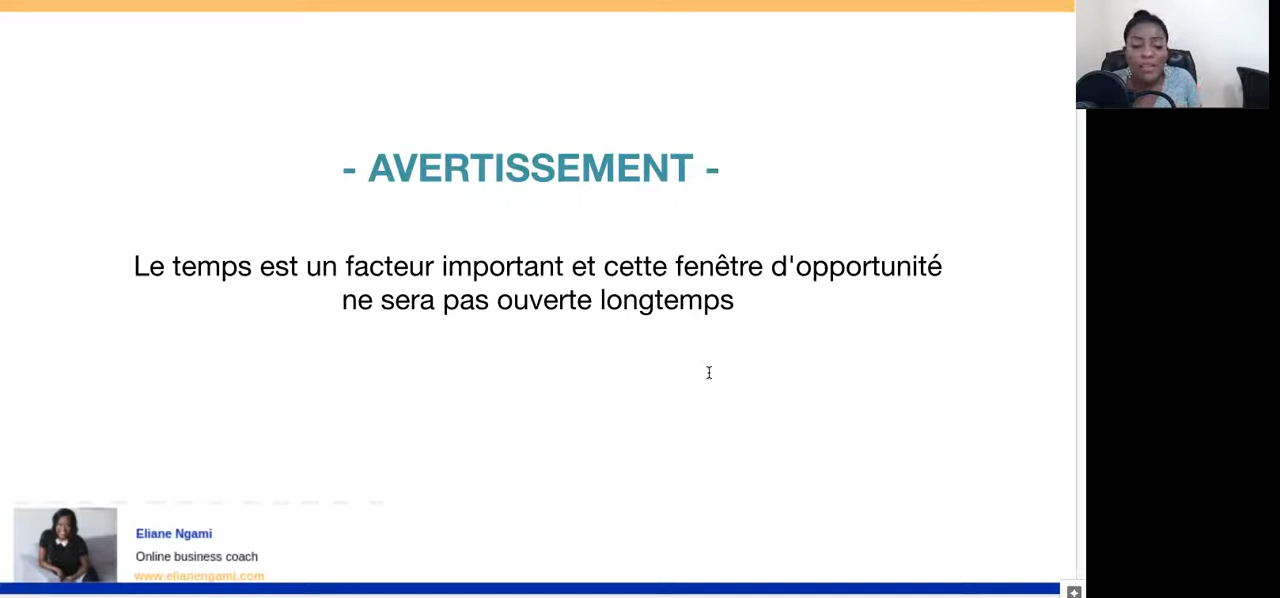 - AVERTISSEMENT -
Le temps est un facteur important et cette fenêtre d'opportunité
ne sera pas ouverte longtemps
Eliane Ngami
Online business coach
www.elianengami.com